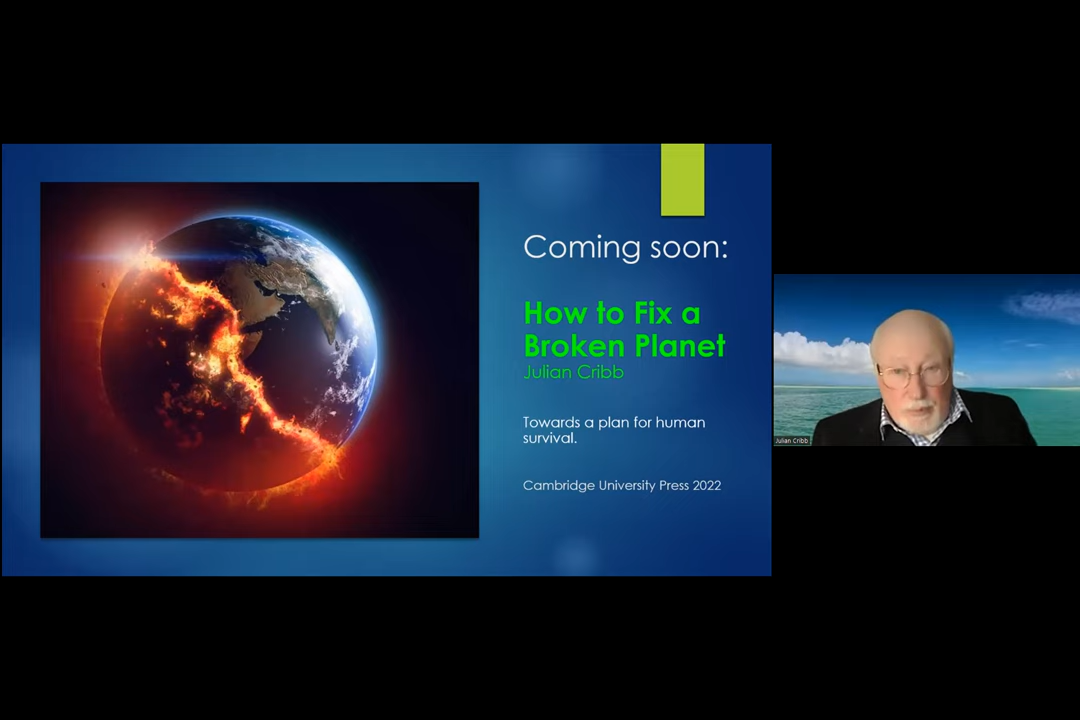 Coming soon:
How to Fix a
Broken Planet
Julian Cribb
Towards a plan for human
survival.
Cambridge University Press 2022
Julian Cribb